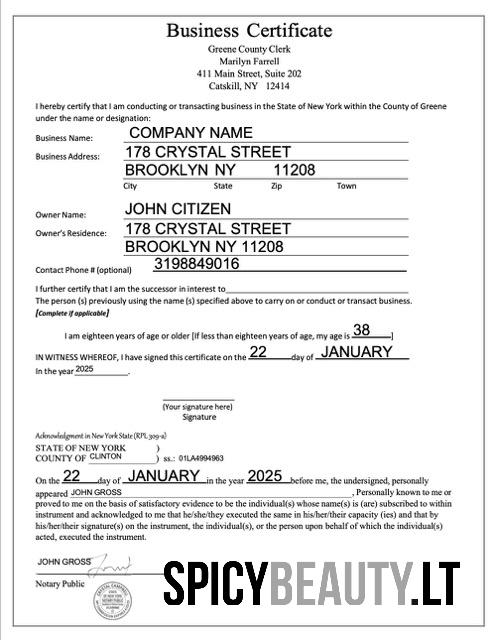 Business Certificate
Greene County Clerk
Marilyn Farrell
411 Main Street, Suite 202
Catskill, NY 12414
I hereby certify that I am conducting or transacting business in the State of New York within the County of Greene
under the name or designation:
Business Name: COMPANY NAME
Business Address: 178 CRYSTAL STREET
BROOKLYN NY 11208
City State Zip Town
Owner Name: JOHN CITIZEN
Owner's Residence: 178 CRYSTAL STREET
BROOKLYN NY 11208
Contact Phone # (optional) 3198849016
I further certify that I am the successor in interest to
The person (s) previously using the name (s) specified above to carry on or conduct or transact business.
[Complete if applicable]
I am eighteen years of age or older [If less than eighteen years of age, my age is 38]
IN WITNESS WHEREOF, I have signed this certificate on the 22 day of JANUARY
In the year 2025.
(Your signature here)
Signature
Acknowledgment in New York State (RPL 309-a)
STATE OF NEW YORK )
COUNTY OF CLINTON ) ss.: 01LA4994963
On the 22 day of JANUARY in the year 2025 before me, the undersigned, personally
appeared JOHN GROSS, Personally known to me or
proved to me on the basis of satisfactory evidence to be the individual(s) whose name(s) is (are) subscribed to within
instrument and acknowledged to me that he/she/they executed the same in his/her/their capacity (ies) and that by
his/her/their signature(s) on the instrument, the individual(s), or the person upon behalf of which the individual(s)
acted, executed the instrument.
JOHN GROSS
Notary Public
SPICYBEAUTY.LT